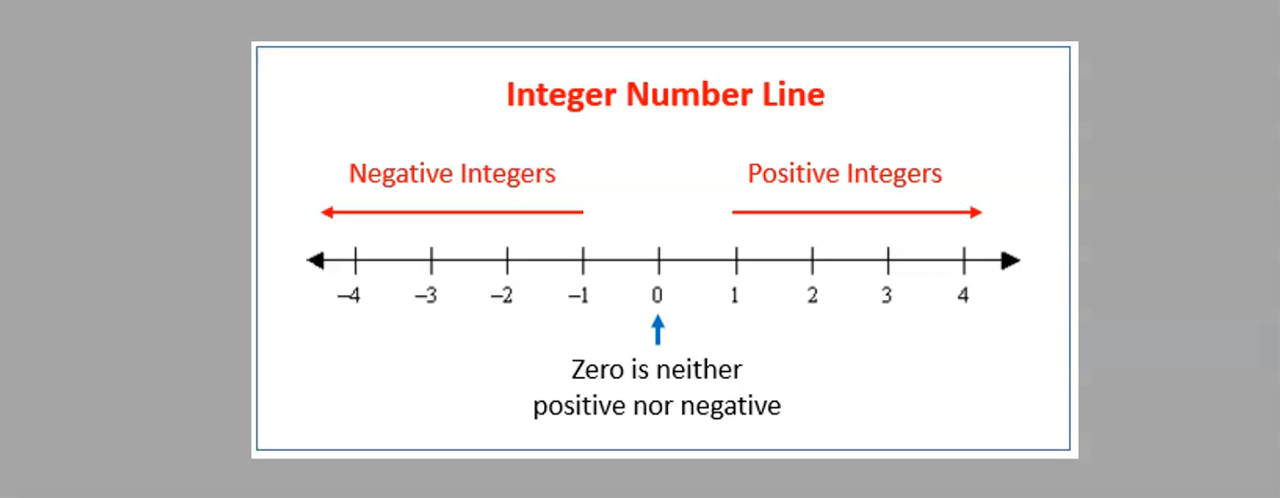 Integer Number Line
Negative Integers Positive Integers
–4 –3 –2 –1 0 1 2 3 4
Zero is neither
positive nor negative